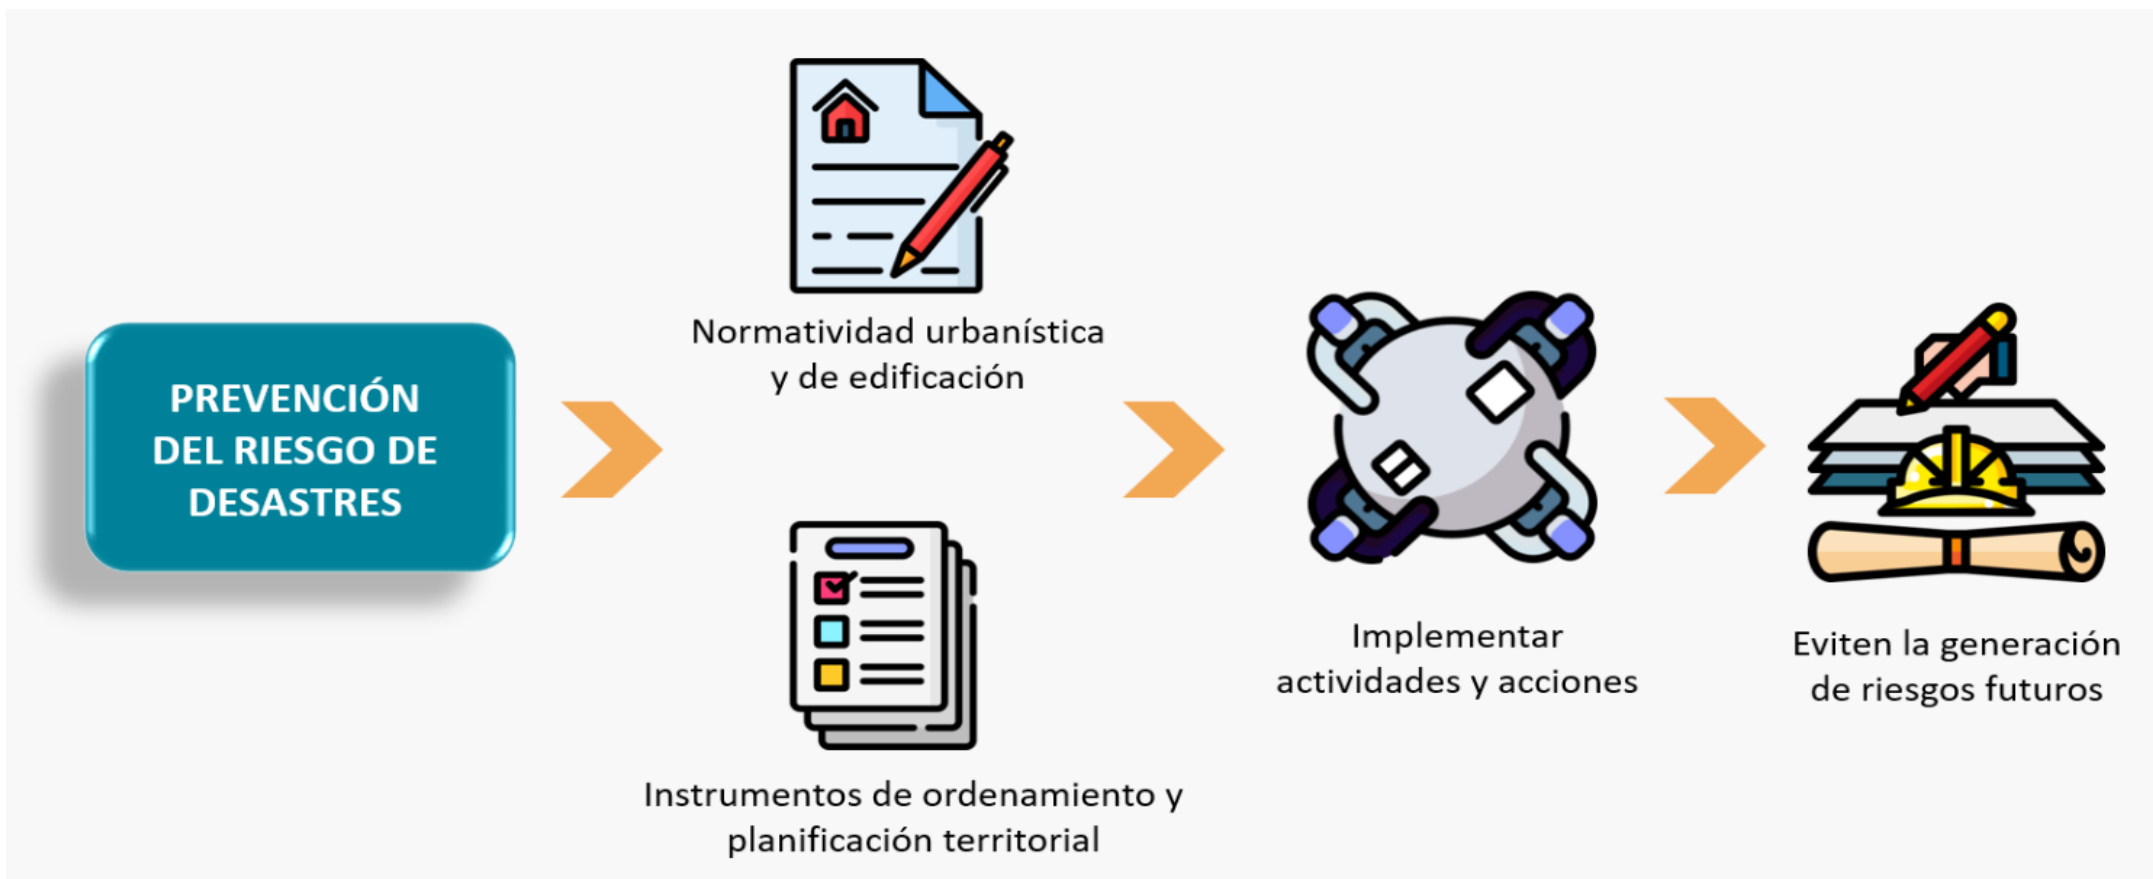 PREVENCIÓN
DEL RIESGO DE
DESASTRES
Normatividad urbanística
y de edificación
Instrumentos de ordenamiento y
planificación territorial
Implementar
actividades y acciones
Eviten la generación
de riesgos futuros